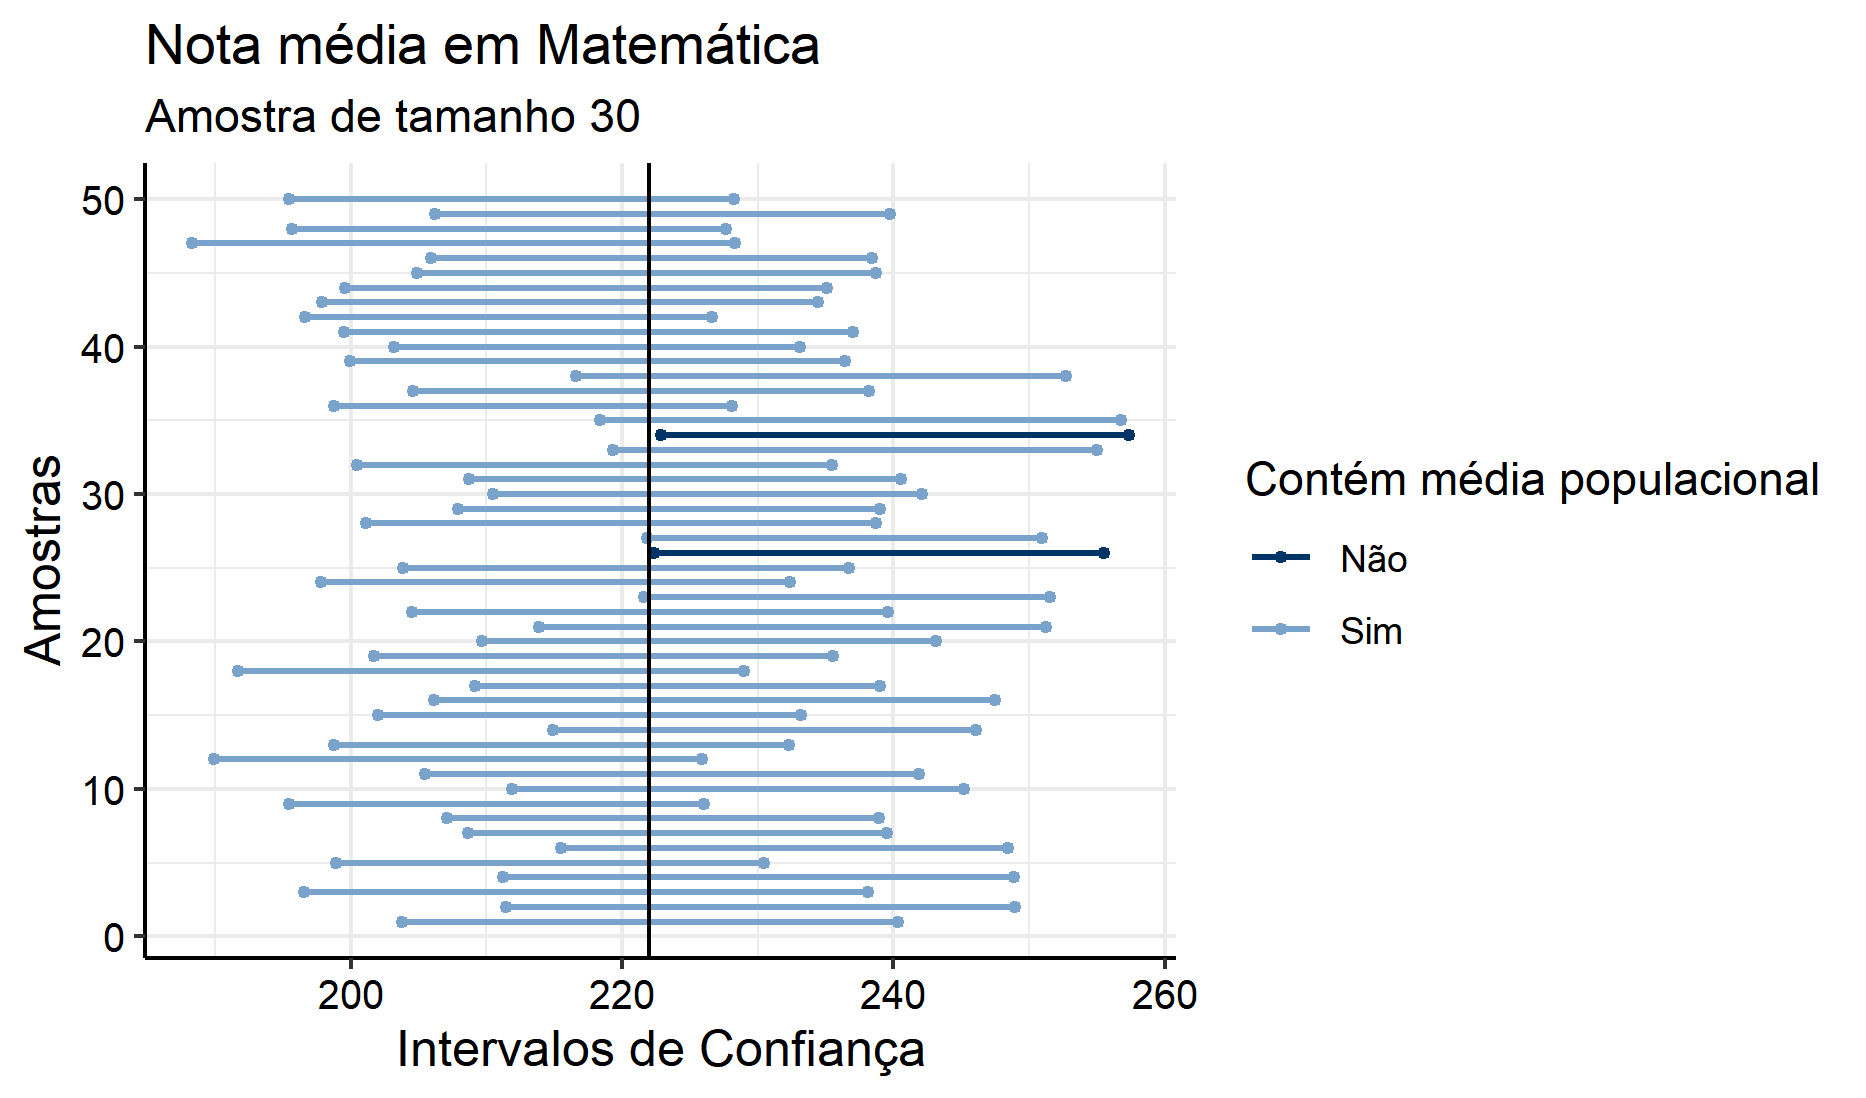 Nota média em Matemática
Amostra de tamanho 30
50
40
30
20
10
0
Amostras
200 220 240 260
Intervalos de Confiança
Contém média populacional
Não
Sim